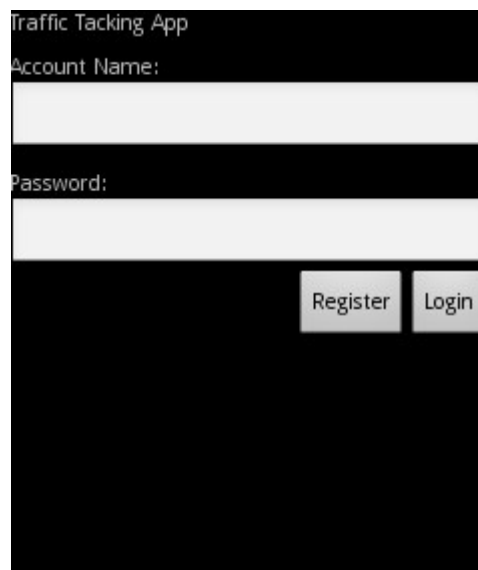 Traffic Tacking App
Account Name:
Password:
Register Login